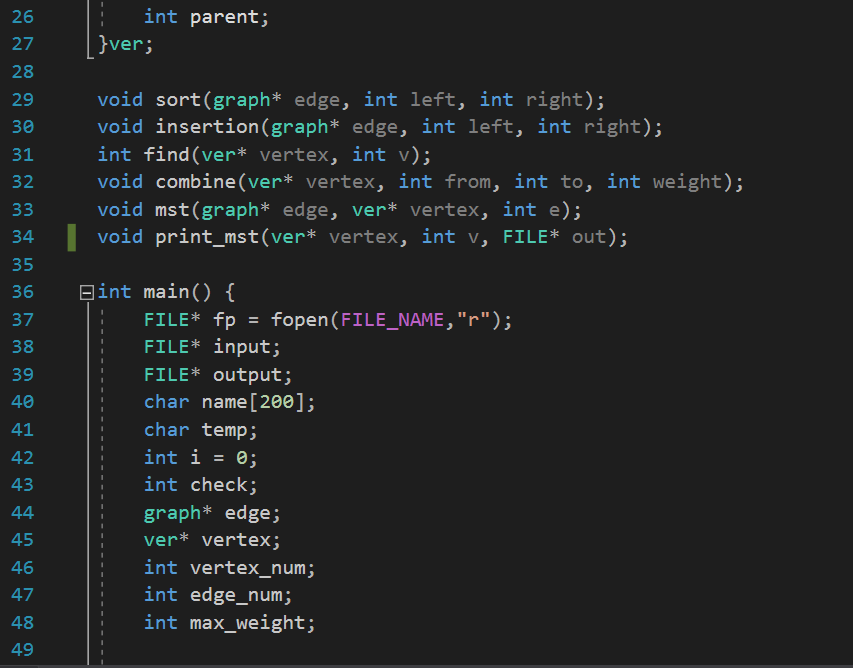 26 int parent;
27 }ver;
28
29 void sort(graph* edge, int left, int right);
30 void insertion(graph* edge, int left, int right);
31 int find(ver* vertex, int v);
32 void combine(ver* vertex, int from, int to, int weight);
33 void mst(graph* edge, ver* vertex, int e);
34 void print_mst(ver* vertex, int v, FILE* out);
35
36 int main() {
37 FILE* fp = fopen(FILE_NAME,"r");
38 FILE* input;
39 FILE* output;
40 char name[200];
41 char temp;
42 int i = 0;
43 int check;
44 graph* edge;
45 ver* vertex;
46 int vertex_num;
47 int edge_num;
48 int max_weight;
49